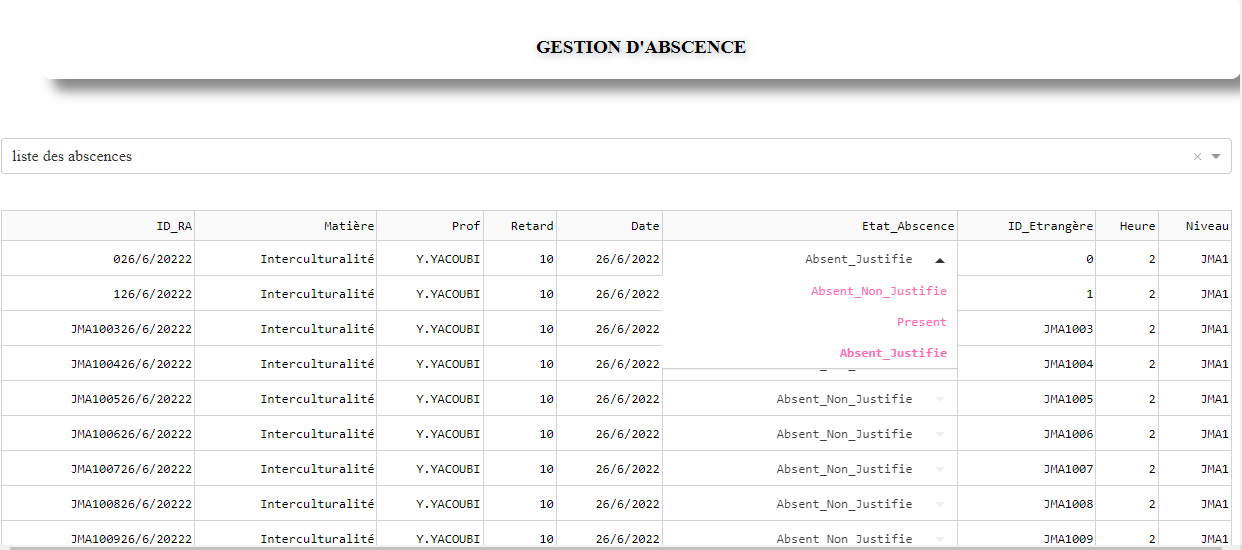 GESTION D'ABSCENCE
liste des abscences × 
ID_RA Matière Prof Retard Date Etat_Abscence ID_Etrangère Heure Niveau
026/6/20222 Interculturalité Y.YACOUBI 10 26/6/2022 Absent_Justifie 0 2 JMA1
Absent_Non_Justifie
126/6/20222 Interculturalité Y.YACOUBI 10 26/6/2022 1 2 JMA1
Present
JMA100326/6/20222 Interculturalité Y.YACOUBI 10 26/6/2022 JMA1003 2 JMA1
Absent_Justifie
JMA100426/6/20222 Interculturalité Y.YACOUBI 10 26/6/2022 JMA1004 2 JMA1
JMA100526/6/20222 Interculturalité Y.YACOUBI 10 26/6/2022 Absent_Non_Justifie JMA1005 2 JMA1
JMA100626/6/20222 Interculturalité Y.YACOUBI 10 26/6/2022 Absent_Non_Justifie JMA1006 2 JMA1
JMA100726/6/20222 Interculturalité Y.YACOUBI 10 26/6/2022 Absent_Non_Justifie JMA1007 2 JMA1
JMA100826/6/20222 Interculturalité Y.YACOUBI 10 26/6/2022 Absent_Non_Justifie JMA1008 2 JMA1
JMA100926/6/20222 Interculturalité Y.YACOUBI 10 26/6/2022 Absent_Non_Justifie JMA1009 2 JMA1